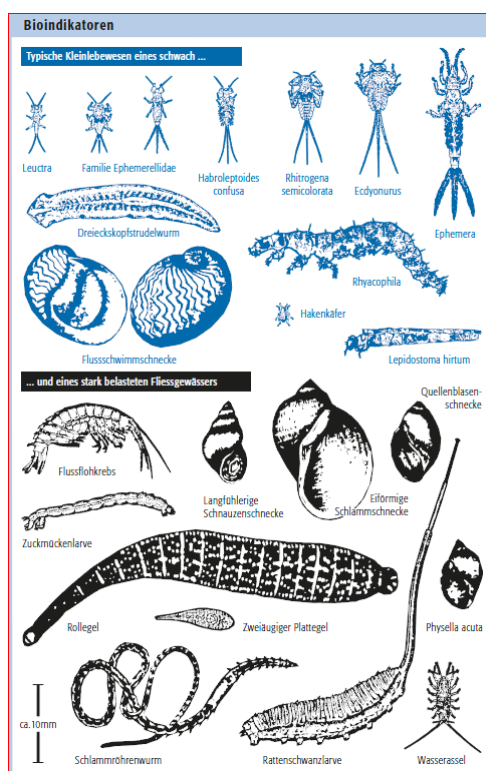 Bioindikatoren
Typische Kleinlebewesen eines schwach ...
Leuctra
Familie Ephemerellidae
Habroleptoides
confusa
Rhitrogena
semicolorata
Ecdyonurus
Ephemera
Dreieckskopfstrudelwurm
Rhyacophila
Hakenkäfer
Flussschwimmschnecke
Lepidostoma hirtum
... und eines stark belasteten Fliessgewässers
Quellenblasen-
schnecke
Flussflohkrebs
Langfühlerige
Schnauzenschnecke
Eiförmige
Schlammschnecke
Zuckmückenlarve
Rollegel
Zweiäugiger Plattegel
Physella acuta
ca.10mm
Schlammröhrenwurm
Rattenschwanzlarve
Wasserassel